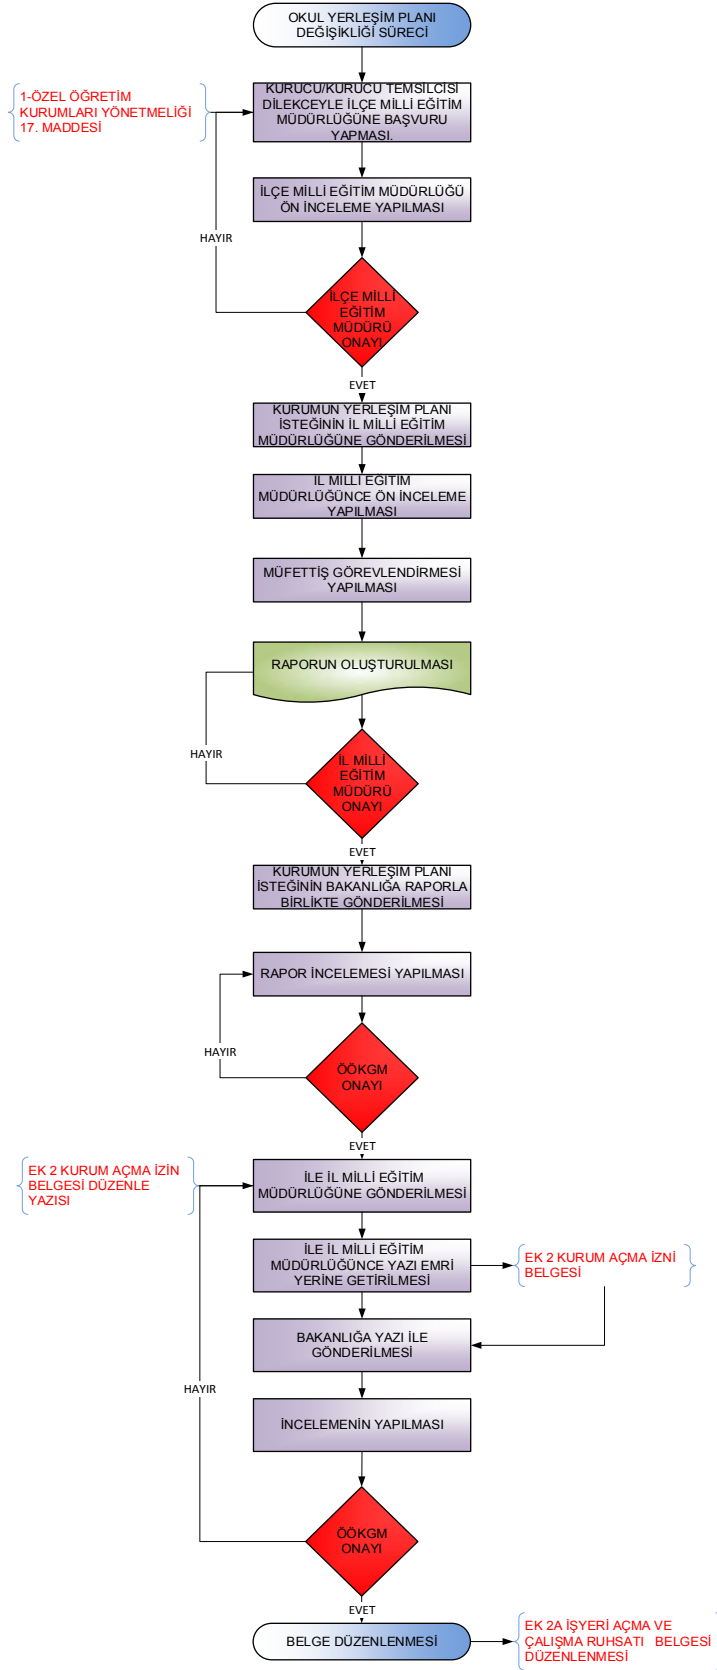 OKUL YERLEŞİM PLANI
DEĞİŞİKLİĞİ SÜRECİ
1-ÖZEL ÖĞRETİM
KURUMLARI YÖNETMELİĞİ
17. MADDESİ
KURUCU/KURUCU TEMSİLCİSİ
DİLEKCEYLE İLÇE MİLLİ EĞİTİM
MÜDÜRLÜĞÜNE BAŞVURU
YAPMASI.
İLÇE MİLLİ EĞİTİM MÜDÜRLÜĞÜ
ÖN İNCELEME YAPILMASI
HAYIR
İLÇE MİLLİ
EĞİTİM
MÜDÜRÜ
ONAYI
EVET
KURUMUN YERLEŞİM PLANI
İSTEĞİNİN İL MİLLİ EĞİTİM
MÜDÜRLÜĞÜNE GÖNDERİLMESİ
İL MİLLİ EĞİTİM
MÜDÜRLÜĞÜNCE ÖN İNCELEME
YAPILMASI
MÜFETTİŞ GÖREVLENDİRMESİ
YAPILMASI
RAPORUN OLUŞTURULMASI
HAYIR
İL MİLLİ
EĞİTİM
MÜDÜRÜ
ONAYI
EVET
KURUMUN YERLEŞİM PLANI
İSTEĞİNİN BAKANLIĞA RAPORLA
BİRLİKTE GÖNDERİLMESİ
RAPOR İNCELEMESİ YAPILMASI
HAYIR
ÖÖKGM
ONAYI
EVET
EK 2 KURUM AÇMA İZİN
BELGESİ DÜZENLE
YAZISI
İLE İL MİLLİ EĞİTİM
MÜDÜRLÜĞÜNE GÖNDERİLMESİ
İLE İL MİLLİ EĞİTİM
MÜDÜRLÜĞÜNCE YAZI EMRİ
YERİNE GETİRİLMESİ
EK 2 KURUM AÇMA İZNİ
BELGESİ
BAKANLIĞA YAZI İLE
GÖNDERİLMESİ
HAYIR
İNCELEMENİN YAPILMASI
ÖÖKGM
ONAYI
EVET
BELGE DÜZENLENMESİ
EK 2A İŞYERİ AÇMA VE
ÇALIŞMA RUHSATI BELGESİ
DÜZENLENMESİ